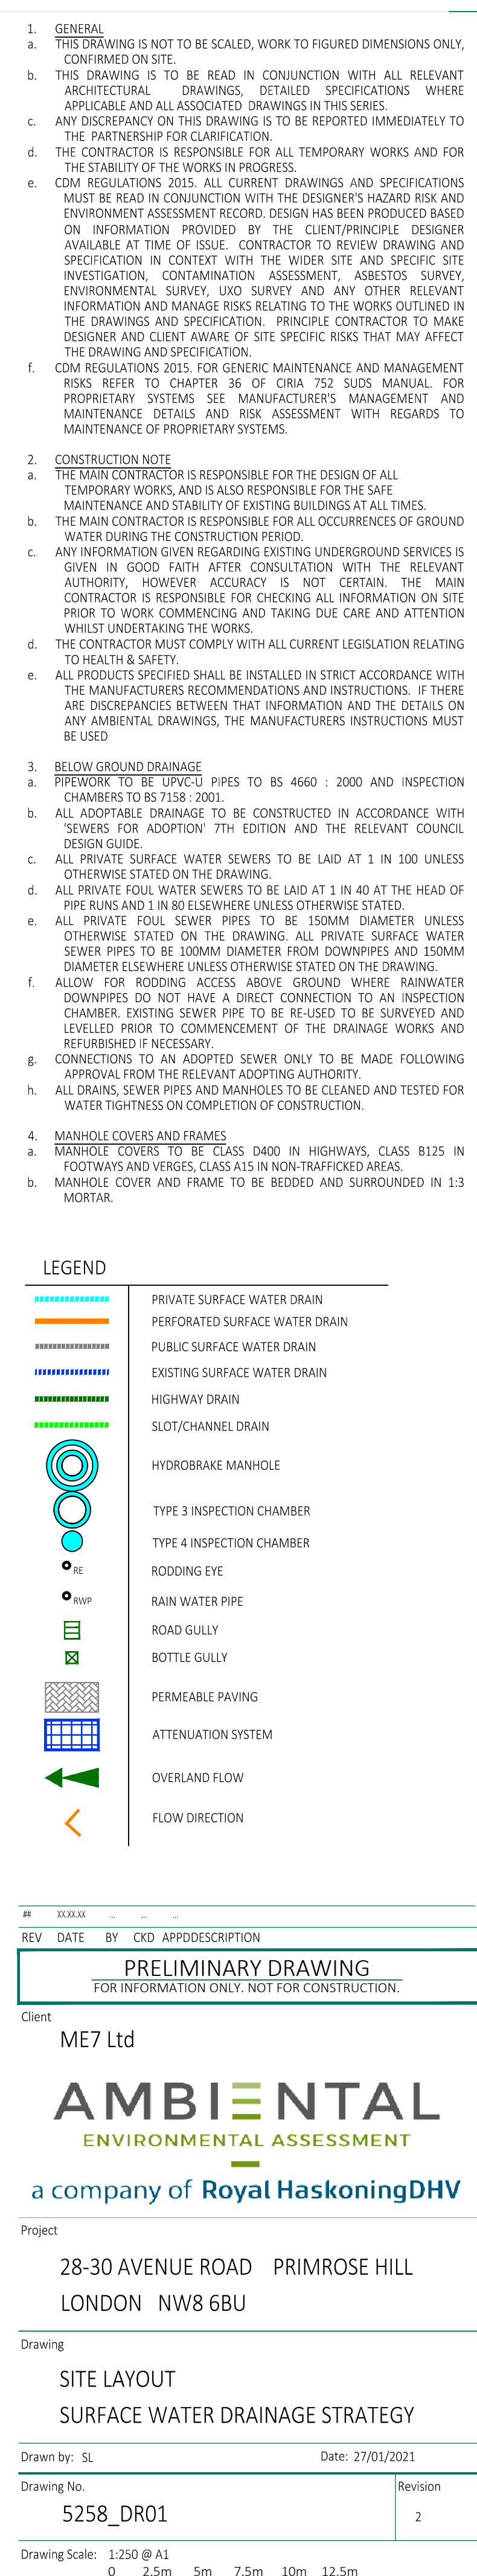 1. GENERAL
a. THIS DRAWING IS NOT TO BE SCALED, WORK TO FIGURED DIMENSIONS ONLY,
CONFIRMED ON SITE.
b. THIS DRAWING IS TO BE READ IN CONJUNCTION WITH ALL RELEVANT
ARCHITECTURAL DRAWINGS, DETAILED SPECIFICATIONS WHERE
APPLICABLE AND ALL ASSOCIATED DRAWINGS IN THIS SERIES.
c. ANY DISCREPANCY ON THIS DRAWING IS TO BE REPORTED IMMEDIATELY TO
THE PARTNERSHIP FOR CLARIFICATION.
d. THE CONTRACTOR IS RESPONSIBLE FOR ALL TEMPORARY WORKS AND FOR
THE STABILITY OF THE WORKS IN PROGRESS.
e. CDM REGULATIONS 2015. ALL CURRENT DRAWINGS AND SPECIFICATIONS
MUST BE READ IN CONJUNCTION WITH THE DESIGNER'S HAZARD RISK AND
ENVIRONMENT ASSESSMENT RECORD. DESIGN HAS BEEN PRODUCED BASED
ON INFORMATION PROVIDED BY THE CLIENT/PRINCIPLE DESIGNER
AVAILABLE AT TIME OF ISSUE. CONTRACTOR TO REVIEW DRAWING AND
SPECIFICATION IN CONTEXT WITH THE WIDER SITE AND SPECIFIC SITE
INVESTIGATION, CONTAMINATION ASSESSMENT, ASBESTOS SURVEY,
ENVIRONMENTAL SURVEY, UXO SURVEY AND ANY OTHER RELEVANT
INFORMATION AND MANAGE RISKS RELATING TO THE WORKS OUTLINED IN
THE DRAWINGS AND SPECIFICATION. PRINCIPLE CONTRACTOR TO MAKE
DESIGNER AND CLIENT AWARE OF SITE SPECIFIC RISKS THAT MAY AFFECT
THE DRAWING AND SPECIFICATION.
f. CDM REGULATIONS 2015. FOR GENERIC MAINTENANCE AND MANAGEMENT
RISKS REFER TO CHAPTER 36 OF CIRIA 752 SUDS MANUAL. FOR
PROPRIETARY SYSTEMS SEE MANUFACTURER'S MANAGEMENT AND
MAINTENANCE DETAILS AND RISK ASSESSMENT WITH REGARDS TO
MAINTENANCE OF PROPRIETARY SYSTEMS.
2. CONSTRUCTION NOTE
a. THE MAIN CONTRACTOR IS RESPONSIBLE FOR THE DESIGN OF ALL
TEMPORARY WORKS, AND IS ALSO RESPONSIBLE FOR THE SAFE
MAINTENANCE AND STABILITY OF EXISTING BUILDINGS AT ALL TIMES.
b. THE MAIN CONTRACTOR IS RESPONSIBLE FOR ALL OCCURRENCES OF GROUND
WATER DURING THE CONSTRUCTION PERIOD.
c. ANY INFORMATION GIVEN REGARDING EXISTING UNDERGROUND SERVICES IS
GIVEN IN GOOD FAITH AFTER CONSULTATION WITH THE RELEVANT
AUTHORITY, HOWEVER ACCURACY IS NOT CERTAIN. THE MAIN
CONTRACTOR IS RESPONSIBLE FOR CHECKING ALL INFORMATION ON SITE
PRIOR TO WORK COMMENCING AND TAKING DUE CARE AND ATTENTION
WHILST UNDERTAKING THE WORKS.
d. THE CONTRACTOR MUST COMPLY WITH ALL CURRENT LEGISLATION RELATING
TO HEALTH & SAFETY.
e. ALL PRODUCTS SPECIFIED SHALL BE INSTALLED IN STRICT ACCORDANCE WITH
THE MANUFACTURERS RECOMMENDATIONS AND INSTRUCTIONS. IF THERE
ARE DISCREPANCIES BETWEEN THAT INFORMATION AND THE DETAILS ON
ANY AMBIENTAL DRAWINGS, THE MANUFACTURERS INSTRUCTIONS MUST
BE USED
3. BELOW GROUND DRAINAGE
a. PIPEWORK TO BE UPVC-U PIPES TO BS 4660 : 2000 AND INSPECTION
CHAMBERS TO BS 7158 : 2001.
b. ALL ADOPTABLE DRAINAGE TO BE CONSTRUCTED IN ACCORDANCE WITH
'SEWERS FOR ADOPTION' 7TH EDITION AND THE RELEVANT COUNCIL
DESIGN GUIDE.
c. ALL PRIVATE SURFACE WATER SEWERS TO BE LAID AT 1 IN 100 UNLESS
OTHERWISE STATED ON THE DRAWING.
d. ALL PRIVATE FOUL WATER SEWERS TO BE LAID AT 1 IN 40 AT THE HEAD OF
PIPE RUNS AND 1 IN 80 ELSEWHERE UNLESS OTHERWISE STATED.
e. ALL PRIVATE FOUL SEWER PIPES TO BE 150MM DIAMETER UNLESS
OTHERWISE STATED ON THE DRAWING. ALL PRIVATE SURFACE WATER
SEWER PIPES TO BE 100MM DIAMETER FROM DOWNPIPES AND 150MM
DIAMETER ELSEWHERE UNLESS OTHERWISE STATED ON THE DRAWING.
f. ALLOW FOR RODDING ACCESS ABOVE GROUND WHERE RAINWATER
DOWNPIPES DO NOT HAVE A DIRECT CONNECTION TO AN INSPECTION
CHAMBER. EXISTING SEWER PIPE TO BE RE-USED TO BE SURVEYED AND
LEVELLED PRIOR TO COMMENCEMENT OF THE DRAINAGE WORKS AND
REFURBISHED IF NECESSARY.
g. CONNECTIONS TO AN ADOPTED SEWER ONLY TO BE MADE FOLLOWING
APPROVAL FROM THE RELEVANT ADOPTING AUTHORITY.
h. ALL DRAINS, SEWER PIPES AND MANHOLES TO BE CLEANED AND TESTED FOR
WATER TIGHTNESS ON COMPLETION OF CONSTRUCTION.
4. MANHOLE COVERS AND FRAMES
a. MANHOLE COVERS TO BE CLASS D400 IN HIGHWAYS, CLASS B125 IN
FOOTWAYS AND VERGES, CLASS A15 IN NON-TRAFFICKED AREAS.
b. MANHOLE COVER AND FRAME TO BE BEDDED AND SURROUNDED IN 1:3
MORTAR.
LEGEND
PRIVATE SURFACE WATER DRAIN
PERFORATED SURFACE WATER DRAIN
PUBLIC SURFACE WATER DRAIN
EXISTING SURFACE WATER DRAIN
HIGHWAY DRAIN
SLOT/CHANNEL DRAIN
HYDROBRAKE MANHOLE
TYPE 3 INSPECTION CHAMBER
TYPE 4 INSPECTION CHAMBER
RE RODDING EYE
RWP RAIN WATER PIPE
ROAD GULLY
BOTTLE GULLY
PERMEABLE PAVING
ATTENUATION SYSTEM
OVERLAND FLOW
FLOW DIRECTION
## XX.XX.XX ... ... ...
REV DATE BY CKD APPDDESCRIPTION
PRELIMINARY DRAWING
FOR INFORMATION ONLY. NOT FOR CONSTRUCTION.
Client
ME7 Ltd
AMBIENTAL
ENVIRONMENTAL ASSESSMENT
a company of Royal HaskoningDHV
Project
28-30 AVENUE ROAD PRIMROSE HILL
LONDON NW8 6BU
Drawing
SITE LAYOUT
SURFACE WATER DRAINAGE STRATEGY
Drawn by: SL Date: 27/01/2021
Drawing No. Revision
5258_DR01 2
Drawing Scale: 1:250 @ A1
0 2.5m 5m 7.5m 10m 12.5m